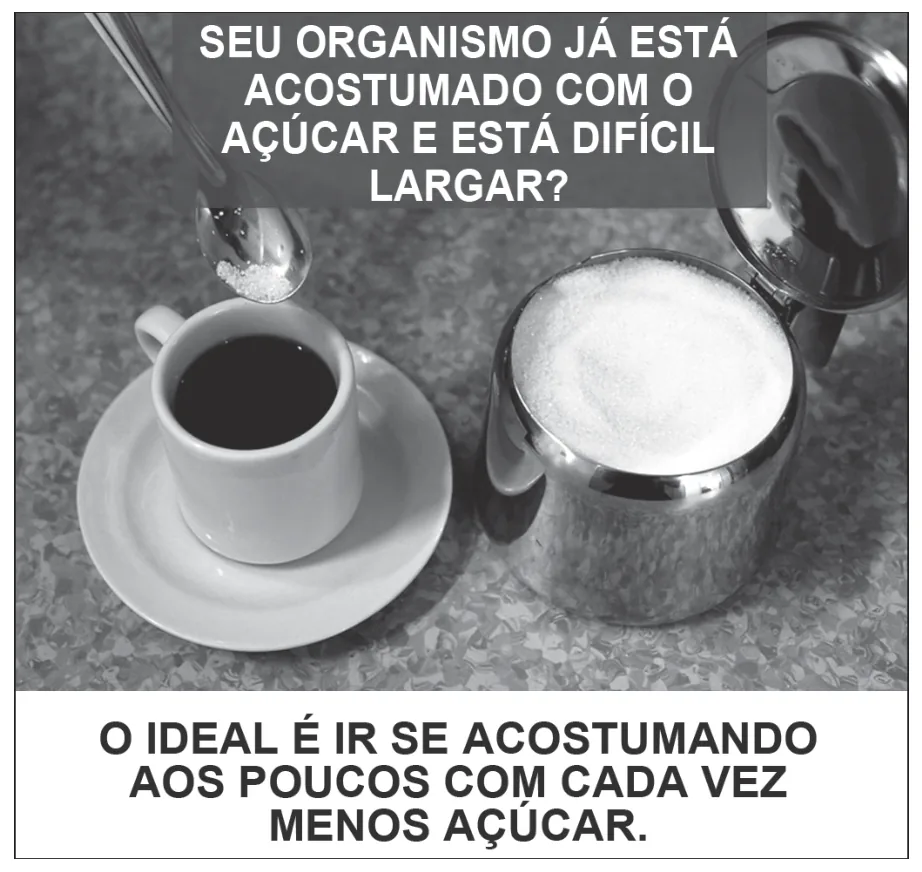 SEU ORGANISMO JÁ ESTÁ
ACOSTUMADO COM O
AÇÚCAR E ESTÁ DIFÍCIL
LARGAR?
O IDEAL É IR SE ACOSTUMANDO
AOS POUCOS COM CADA VEZ
MENOS AÇÚCAR.